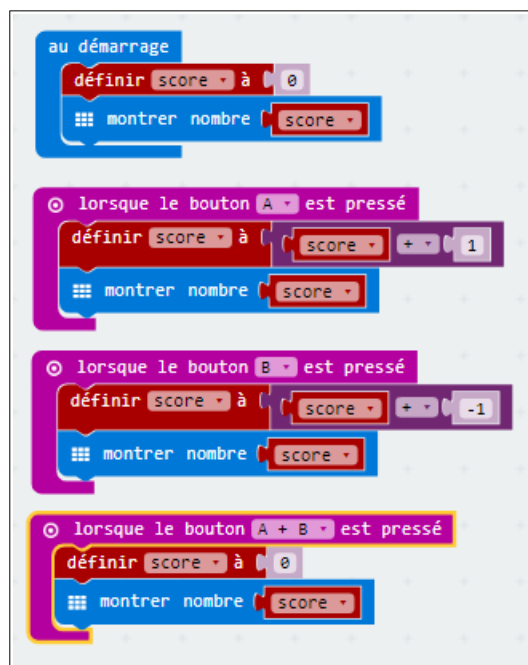 au démarrage
définir score à 0
montrer nombre score
lorsque le bouton A est pressé
définir score à score + 1
montrer nombre score
lorsque le bouton B est pressé
définir score à score + -1
montrer nombre score
lorsque le bouton A + B est pressé
définir score à 0
montrer nombre score